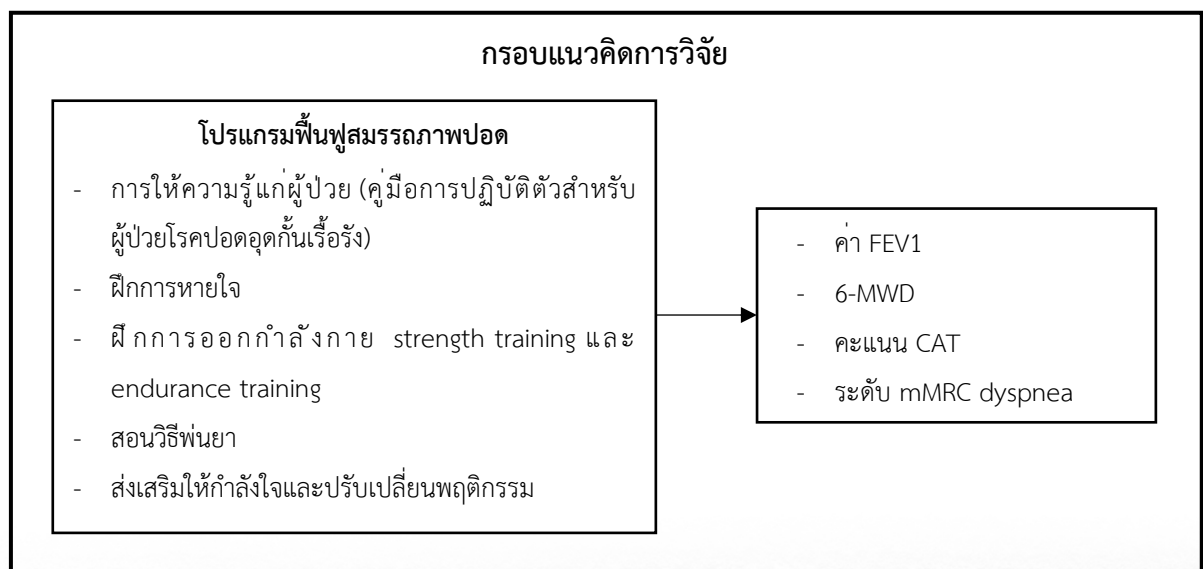 กรอบแนวคิดการวิจัย
โปรแกรมฟื้นฟูสมรรถภาพปอด
- การให้ความรู้แก่ผู้ป่วย (คู่มือการปฏิบัติตัวสำหรับ
ผู้ป่วยโรคปอดอุดกั้นเรื้อรัง)
- ฝึกการหายใจ
- ฝึกการออกกำลังกาย strength training และ
endurance training
- สอนวิธีพ่นยา
- ส่งเสริมให้กำลังใจและปรับเปลี่ยนพฤติกรรม
- ค่า FEV1
- 6-MWD
- คะแนน CAT
- ระดับ mMRC dyspnea